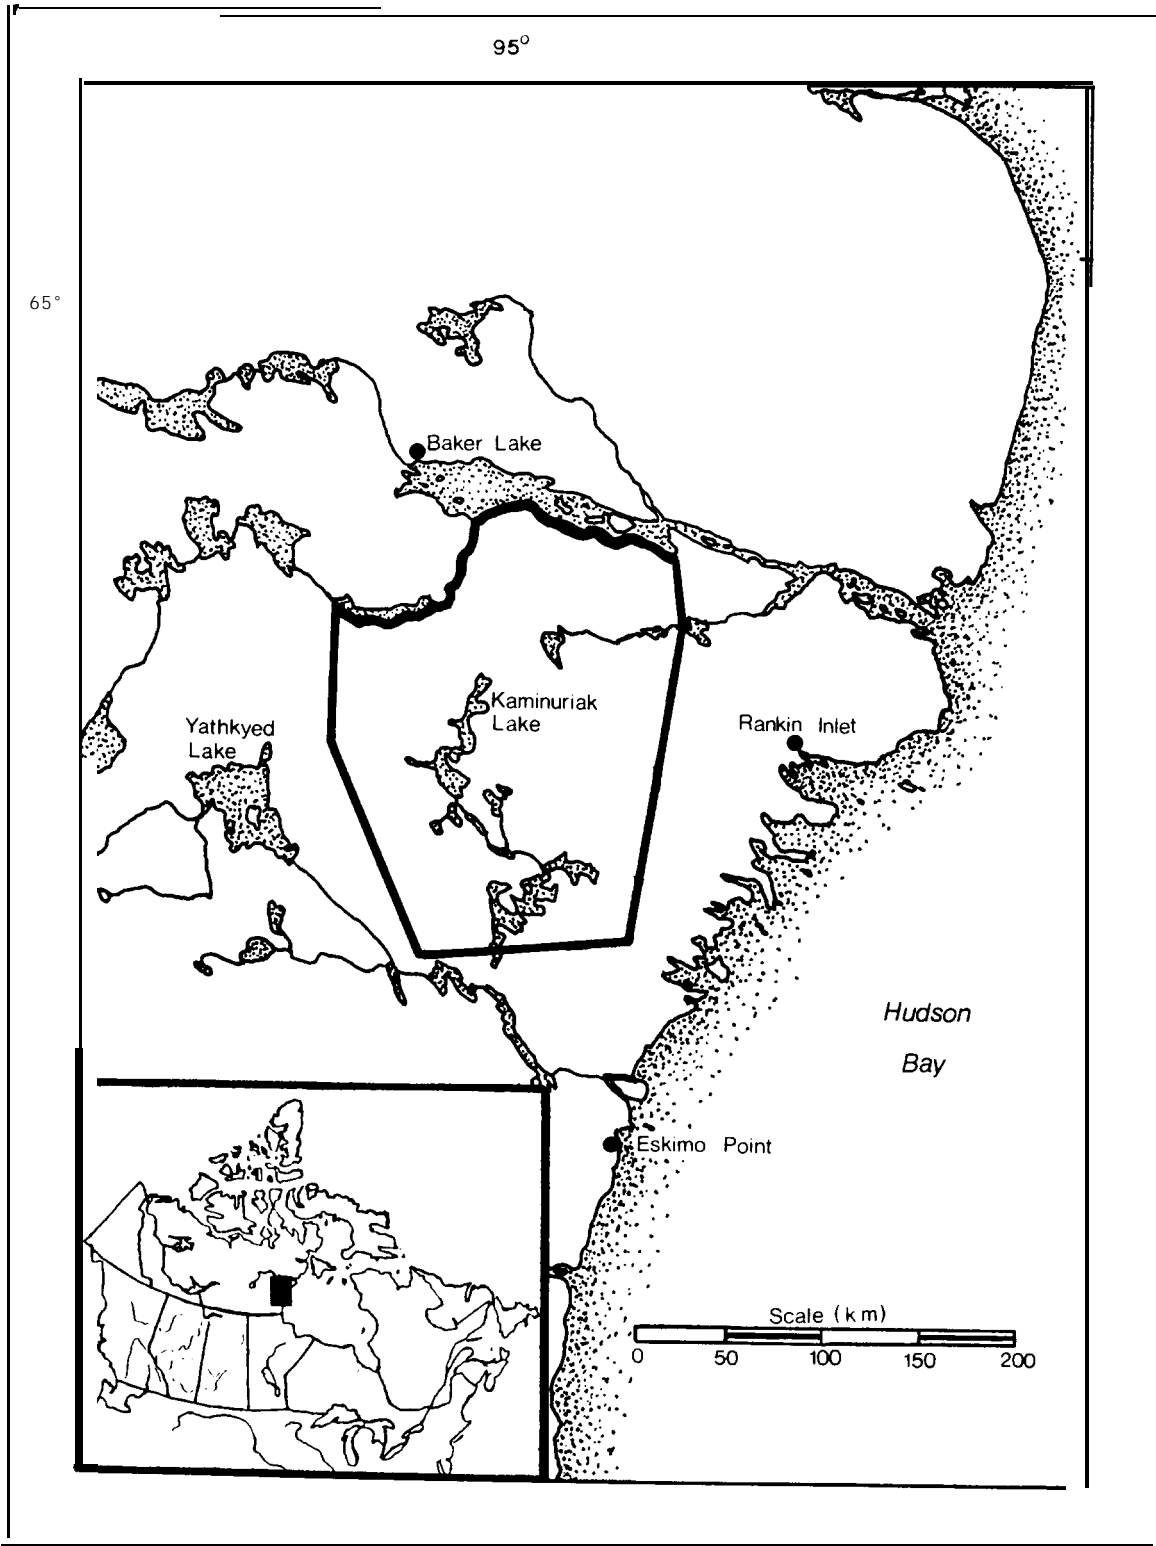 95°
65°
Baker Lake
Kaminuriak
Lake
Yathkyed
Lake
Rankin Inlet
Hudson
Bay
Eskimo Point
Scale (km)
0 50 100 150 200